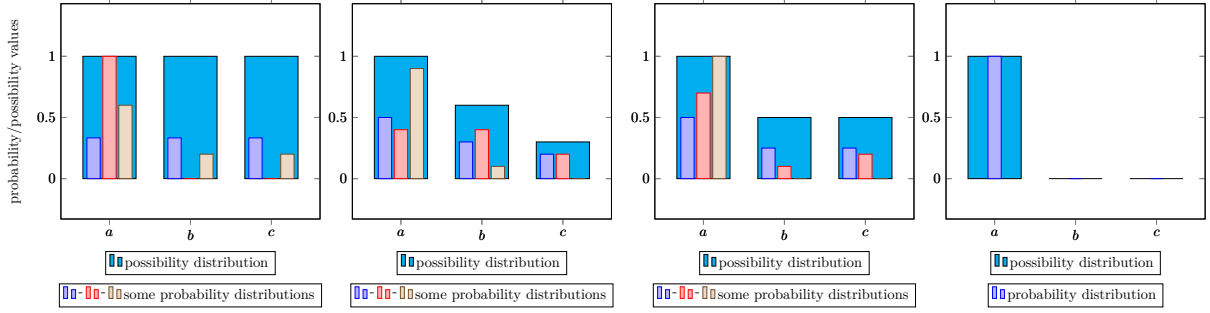 probability/possibility values
1
0.5
0
a b c
possibility distribution
- - some probability distributions
1
0.5
0
a b c
possibility distribution
- - some probability distributions
1
0.5
0
a b c
possibility distribution
- - some probability distributions
1
0.5
0
a b c
possibility distribution
probability distribution